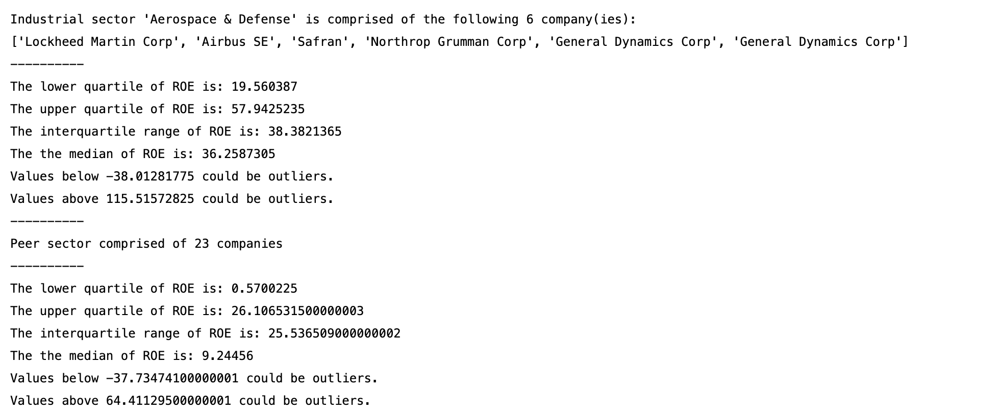 Industrial sector 'Aerospace & Defense' is comprised of the following 6 company(ies):
['Lockheed Martin Corp', 'Airbus SE', 'Safran', 'Northrop Grumman Corp', 'General Dynamics Corp', 'General Dynamics Corp']
----------
The lower quartile of ROE is: 19.560387
The upper quartile of ROE is: 57.9425235
The interquartile range of ROE is: 38.3821365
The the median of ROE is: 36.2587305
Values below -38.01281775 could be outliers.
Values above 115.51572825 could be outliers.
----------
Peer sector comprised of 23 companies
----------
The lower quartile of ROE is: 0.5700225
The upper quartile of ROE is: 26.106531500000003
The interquartile range of ROE is: 25.536509000000002
The the median of ROE is: 9.24456
Values below -37.73474100000001 could be outliers.
Values above 64.41129500000001 could be outliers.